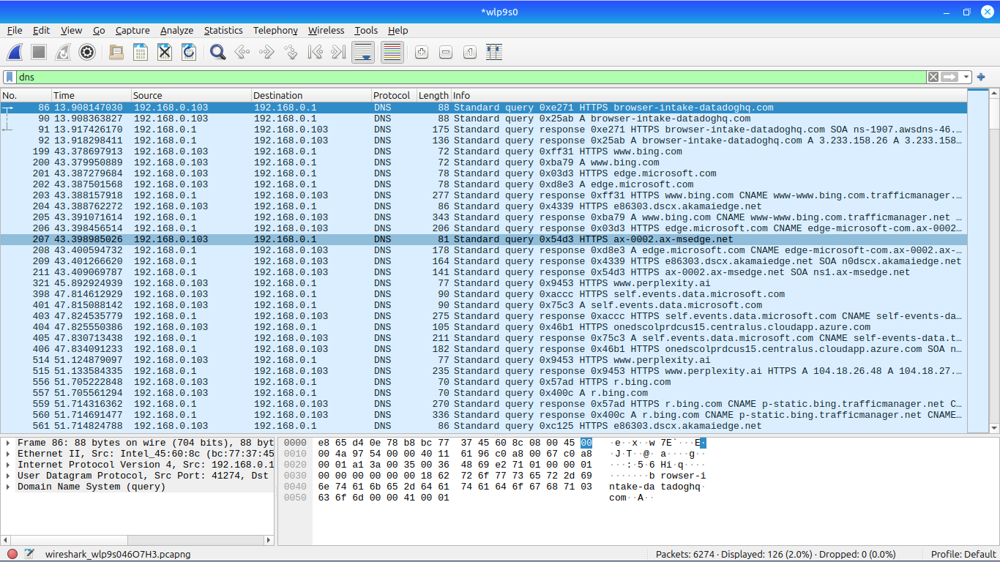 *wlp9s0
File Edit View Go Capture Analyze Statistics Telephony Wireless Tools Help
dns
No. Time Source Destination Protocol Length Info
86 13.908147030 192.168.0.103 192.168.0.1 DNS 88 Standard query 0xe271 HTTPS browser-intake-datadoghq.com
90 13.908363827 192.168.0.103 192.168.0.1 DNS 88 Standard query 0x25ab A browser-intake-datadoghq.com
91 13.917426170 192.168.0.1 192.168.0.103 DNS 175 Standard query response 0xe271 HTTPS browser-intake-datadoghq.com SOA ns-1907.awsdns-46.…
92 13.918298411 192.168.0.1 192.168.0.103 DNS 136 Standard query response 0x25ab A browser-intake-datadoghq.com A 3.233.158.26 A 3.233.158…
199 43.378697913 192.168.0.103 192.168.0.1 DNS 72 Standard query 0xff31 HTTPS www.bing.com
200 43.379950889 192.168.0.103 192.168.0.1 DNS 72 Standard query 0xba79 A www.bing.com
201 43.387279684 192.168.0.103 192.168.0.1 DNS 78 Standard query 0x03d3 HTTPS edge.microsoft.com
202 43.387501568 192.168.0.103 192.168.0.1 DNS 78 Standard query 0xd8e3 A edge.microsoft.com
203 43.388157918 192.168.0.1 192.168.0.103 DNS 277 Standard query response 0xff31 HTTPS www.bing.com CNAME www-www.bing.com.trafficmanager.…
204 43.388762272 192.168.0.103 192.168.0.1 DNS 86 Standard query 0x4339 HTTPS e86303.dscx.akamaiedge.net
205 43.391071614 192.168.0.1 192.168.0.103 DNS 343 Standard query response 0xba79 A www.bing.com CNAME www-www.bing.com.trafficmanager.net …
206 43.398456514 192.168.0.1 192.168.0.103 DNS 206 Standard query response 0x03d3 HTTPS edge.microsoft.com CNAME edge-microsoft-com.ax-0002…
207 43.398985026 192.168.0.103 192.168.0.1 DNS 81 Standard query 0x54d3 HTTPS ax-0002.ax-msedge.net
208 43.400594732 192.168.0.1 192.168.0.103 DNS 178 Standard query response 0xd8e3 A edge.microsoft.com CNAME edge-microsoft-com.ax-0002.ax-…
209 43.401266620 192.168.0.1 192.168.0.103 DNS 164 Standard query response 0x4339 HTTPS e86303.dscx.akamaiedge.net SOA n0dscx.akamaiedge.net
211 43.409069787 192.168.0.1 192.168.0.103 DNS 141 Standard query response 0x54d3 HTTPS ax-0002.ax-msedge.net SOA ns1.ax-msedge.net
321 45.892924939 192.168.0.103 192.168.0.1 DNS 77 Standard query 0x9453 HTTPS www.perplexity.ai
398 47.814612929 192.168.0.103 192.168.0.1 DNS 90 Standard query 0xaccc HTTPS self.events.data.microsoft.com
401 47.815088142 192.168.0.103 192.168.0.1 DNS 90 Standard query 0x75c3 A self.events.data.microsoft.com
403 47.824535779 192.168.0.1 192.168.0.103 DNS 275 Standard query response 0xaccc HTTPS self.events.data.microsoft.com CNAME self-events-da…
404 47.825550386 192.168.0.103 192.168.0.1 DNS 105 Standard query 0x46b1 HTTPS onedscolprdcus15.centralus.cloudapp.azure.com
405 47.830713438 192.168.0.1 192.168.0.103 DNS 211 Standard query response 0x75c3 A self.events.data.microsoft.com CNAME self-events-data.t…
406 47.834091233 192.168.0.1 192.168.0.103 DNS 182 Standard query response 0x46b1 HTTPS onedscolprdcus15.centralus.cloudapp.azure.com SOA n…
514 51.124879097 192.168.0.103 192.168.0.1 DNS 77 Standard query 0x9453 HTTPS www.perplexity.ai
515 51.133584335 192.168.0.1 192.168.0.103 DNS 235 Standard query response 0x9453 HTTPS www.perplexity.ai HTTPS A 104.18.26.48 A 104.18.27.…
556 51.705222848 192.168.0.103 192.168.0.1 DNS 70 Standard query 0x57ad HTTPS r.bing.com
557 51.705561294 192.168.0.103 192.168.0.1 DNS 70 Standard query 0x400c A r.bing.com
559 51.714316362 192.168.0.1 192.168.0.103 DNS 270 Standard query response 0x57ad HTTPS r.bing.com CNAME p-static.bing.trafficmanager.net C…
560 51.714691477 192.168.0.1 192.168.0.103 DNS 336 Standard query response 0x400c A r.bing.com CNAME p-static.bing.trafficmanager.net CNAME…
561 51.714824788 192.168.0.103 192.168.0.1 DNS 86 Standard query 0xc125 HTTPS e86303.dscx.akamaiedge.net
Frame 86: 88 bytes on wire (704 bits), 88 byt
Ethernet II, Src: Intel_45:60:8c (bc:77:37:45
Internet Protocol Version 4, Src: 192.168.0.1
User Datagram Protocol, Src Port: 41274, Dst
Domain Name System (query)
0000 e8 65 d4 0e 78 b8 bc 77 37 45 60 8c 08 00 45 00 ·e··x··w 7E`···E·
0010 00 4a 97 54 00 00 40 11 61 96 c0 a8 00 67 c0 a8 ·J·T··@· a····g··
0020 00 01 a1 3a 00 35 00 36 48 69 e2 71 01 00 00 01 ···:·5·6 Hi·q····
0030 00 00 00 00 00 00 18 62 72 6f 77 73 65 72 2d 69 ·······b rowser-i
0040 6e 74 61 6b 65 2d 64 61 74 61 64 6f 67 68 71 03 ntake-da tadoghq·
0050 63 6f 6d 00 00 41 00 01 com··A··
wireshark_wlp9s046O7H3.pcapng
Packets: 6274 · Displayed: 126 (2.0%) · Dropped: 0 (0.0%)
Profile: Default